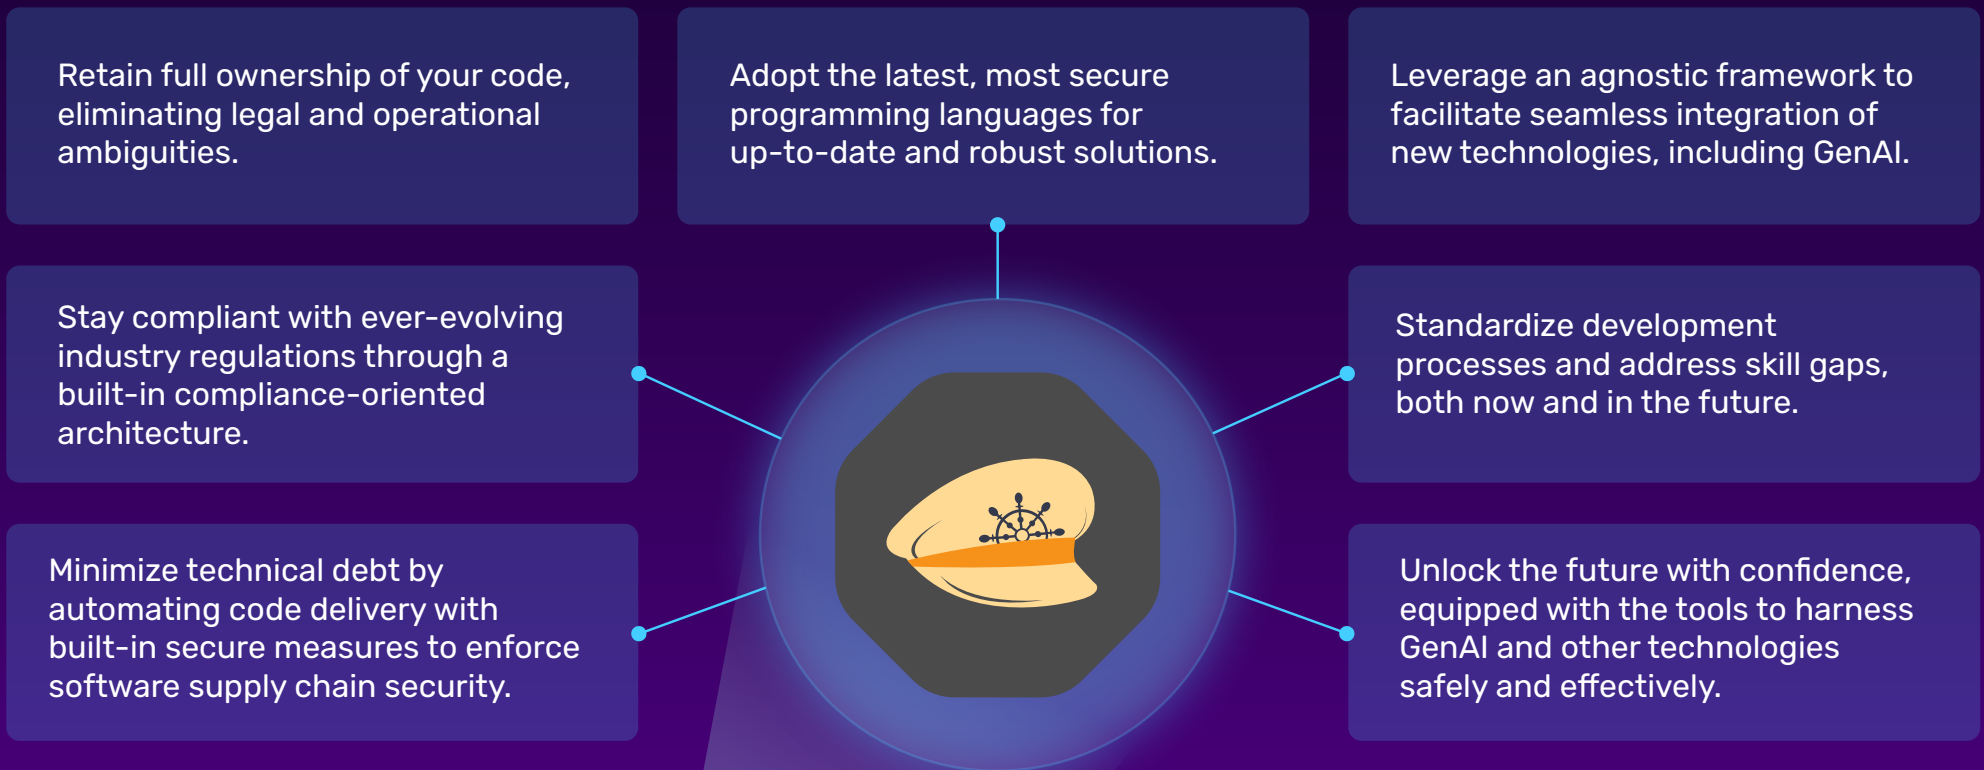 Retain full ownership of your code,
eliminating legal and operational
ambiguities.
Adopt the latest, most secure
programming languages for
up-to-date and robust solutions.
Leverage an agnostic framework to
facilitate seamless integration of
new technologies, including GenAI.
Stay compliant with ever-evolving
industry regulations through a
built-in compliance-oriented
architecture.
Standardize development
processes and address skill gaps,
both now and in the future.
Minimize technical debt by
automating code delivery with
built-in secure measures to enforce
software supply chain security.
Unlock the future with confidence,
equipped with the tools to harness
GenAI and other technologies
safely and effectively.